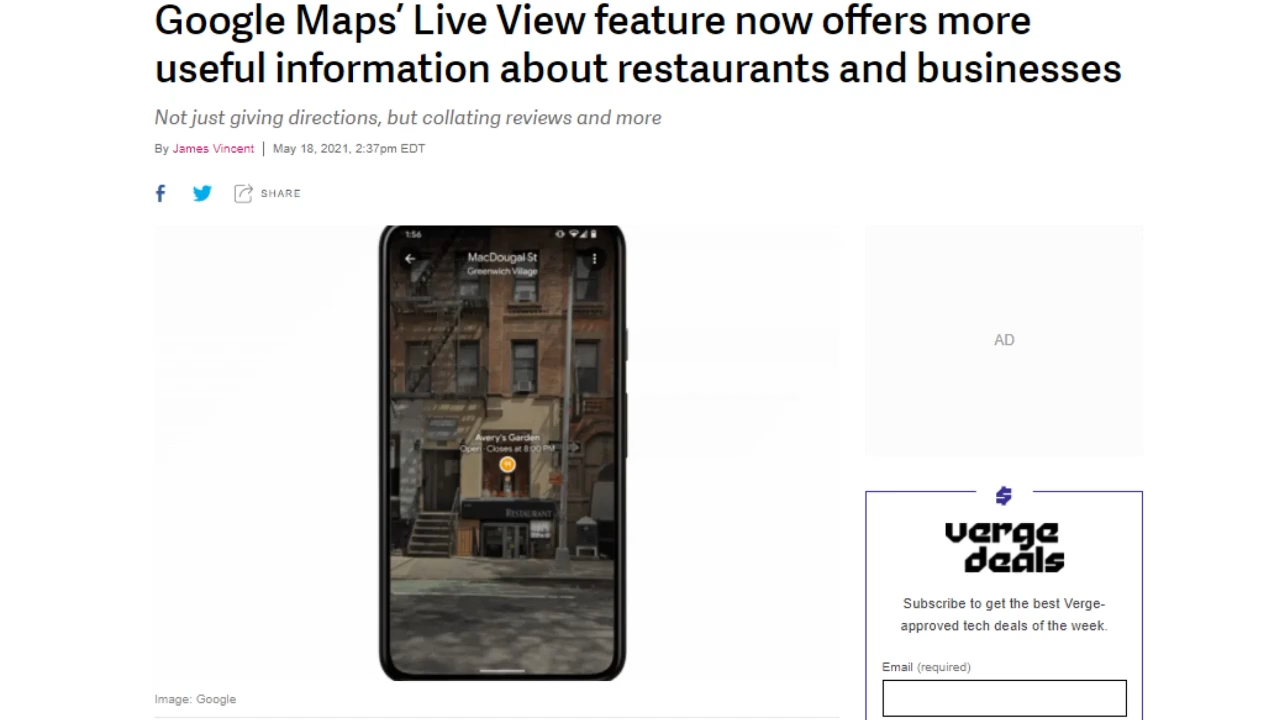 Google Maps’ Live View feature now offers more
useful information about restaurants and businesses
Not just giving directions, but collating reviews and more
By James Vincent | May 18, 2021, 2:37pm EDT
SHARE
1:56
MacDougal St
Greenwich Village
Avery's Garden
Open · Closes at 8:00 PM
RESTAURANT
Image: Google
AD
verge
deals
Subscribe to get the best Verge-
approved tech deals of the week.
Email (required)